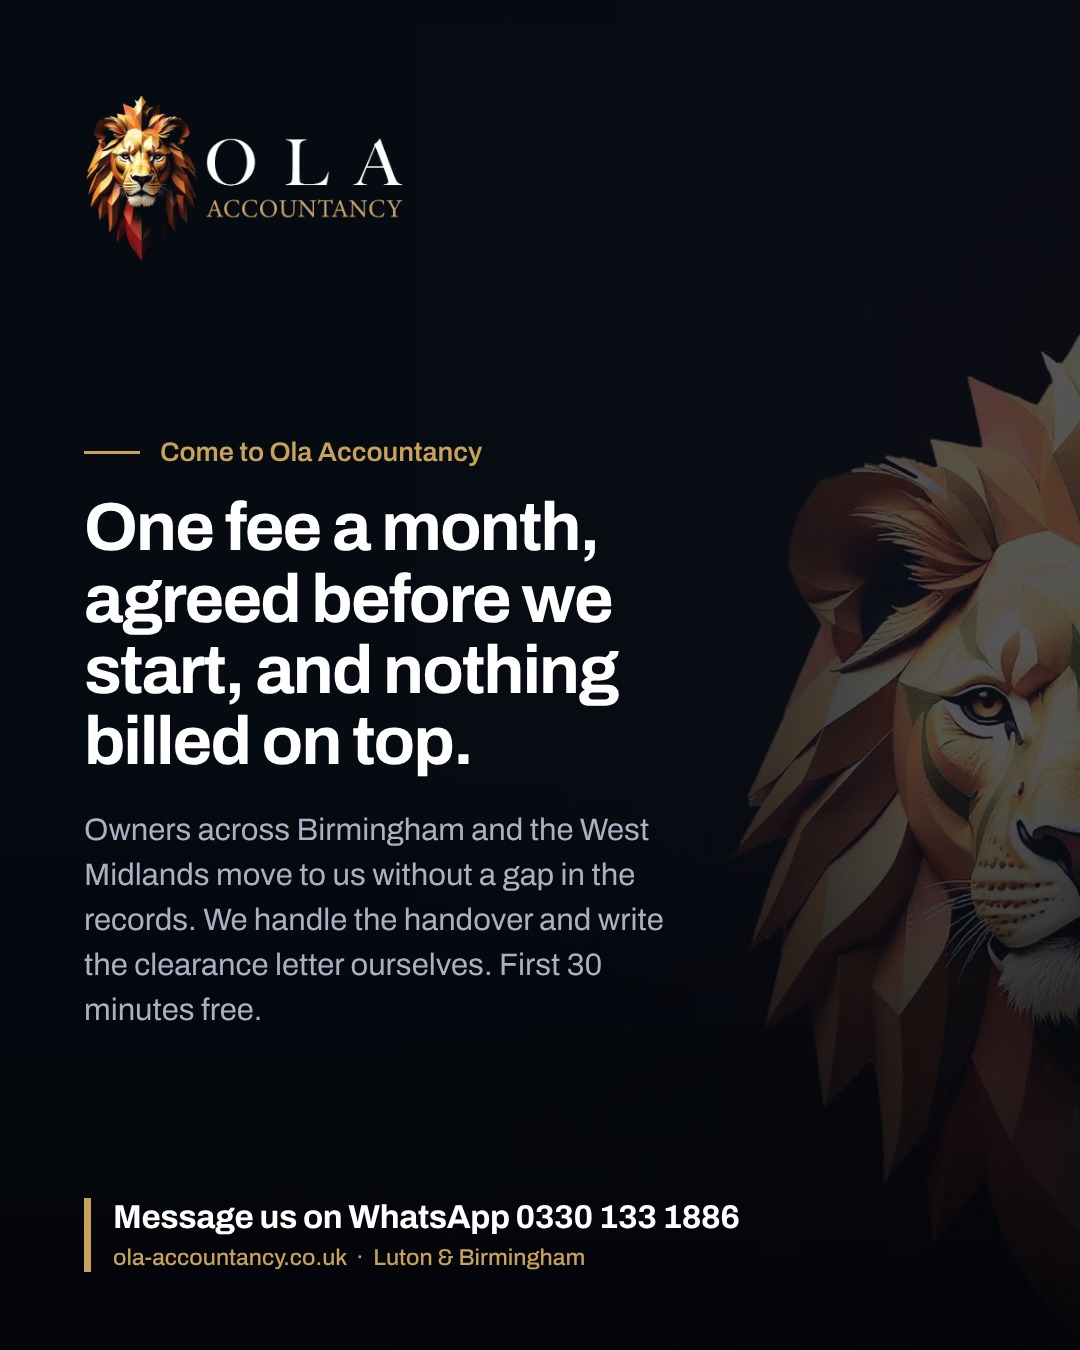 OLA
ACCOUNTANCY
Come to Ola Accountancy
One fee a month,
agreed before we
start, and nothing
billed on top.
Owners across Birmingham and the West
Midlands move to us without a gap in the
records. We handle the handover and write
the clearance letter ourselves. First 30
minutes free.
Message us on WhatsApp 0330 133 1886
ola-accountancy.co.uk · Luton & Birmingham